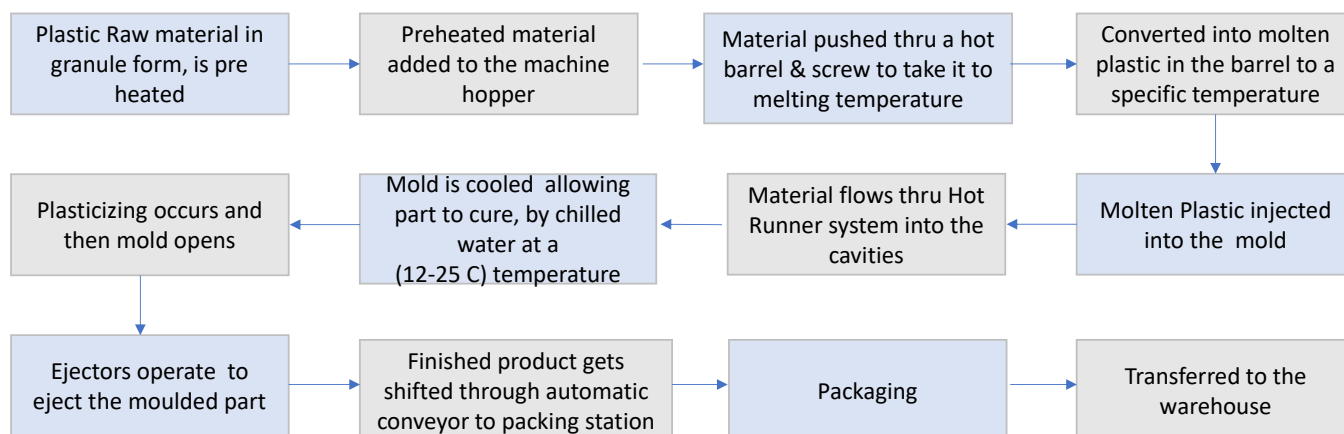 Plastic Raw material in
granule form, is pre
heated
Preheated material
added to the machine
hopper
Material pushed thru a hot
barrel & screw to take it to
melting temperature
Converted into molten
plastic in the barrel to a
specific temperature
Molten Plastic injected
into the mold
Material flows thru Hot
Runner system into the
cavities
Mold is cooled allowing
part to cure, by chilled
water at a
(12-25 C) temperature
Plasticizing occurs and
then mold opens
Ejectors operate to
eject the moulded part
Finished product gets
shifted through automatic
conveyor to packing station
Packaging
Transferred to the
warehouse